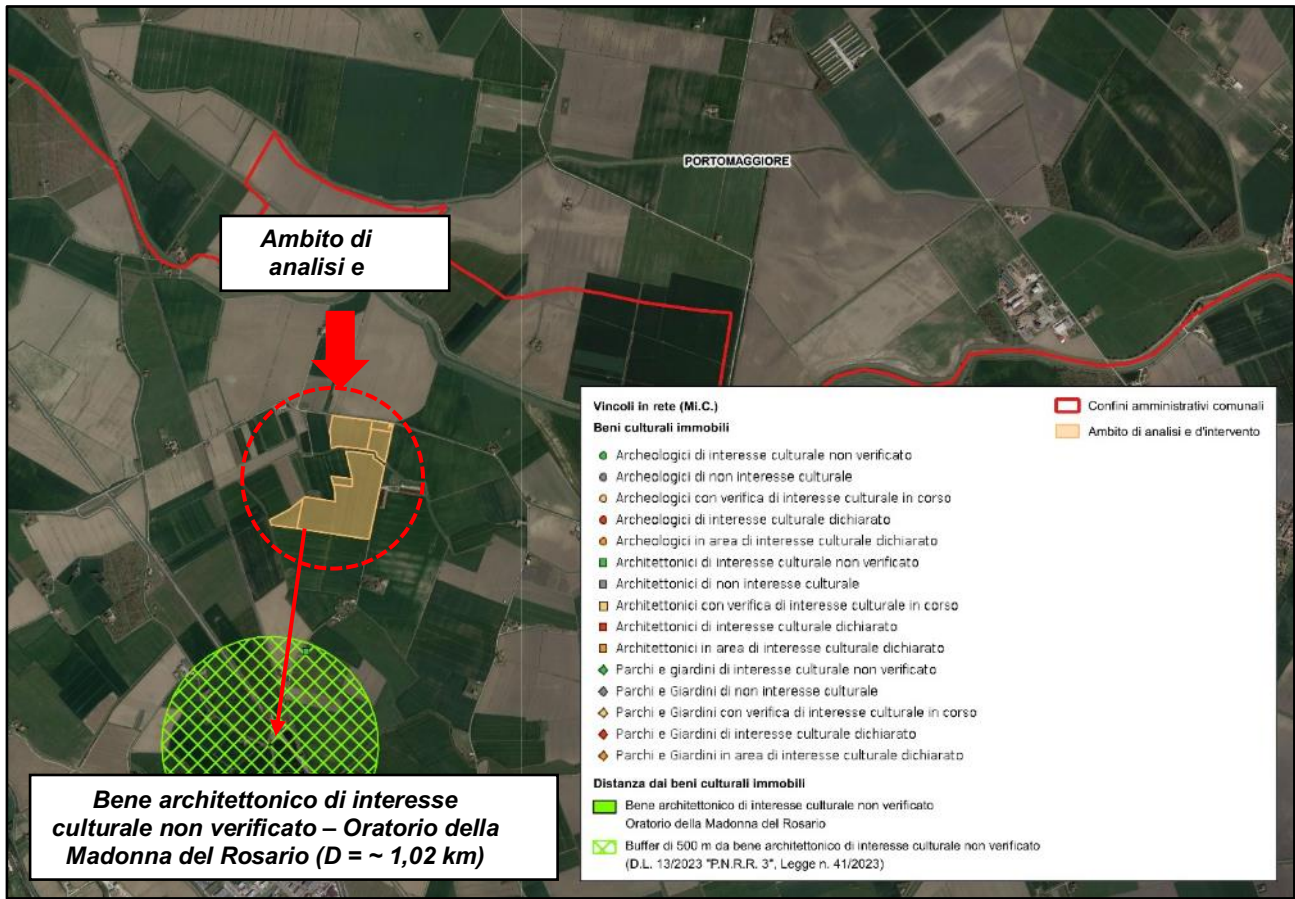 PORTOMAGGIORE
Ambito di
analisi e
Vincoli in rete (Mi.C.)
Beni culturali immobili
Archeologici di interesse culturale non verificato
Archeologici di non interesse culturale
Archeologici con verifica di interesse culturale in corso
Archeologici di interesse culturale dichiarato
Archeologici in area di interesse culturale dichiarato
Architettonici di interesse culturale non verificato
Architettonici di non interesse culturale
Architettonici con verifica di interesse culturale in corso
Architettonici di interesse culturale dichiarato
Architettonici in area di interesse culturale dichiarato
Parchi e giardini di interesse culturale non verificato
Parchi e Giardini di non interesse culturale
Parchi e Giardini con verifica di interesse culturale in corso
Parchi e Giardini di interesse culturale dichiarato
Parchi e Giardini in area di interesse culturale dichiarato
Distanza dai beni culturali immobili
Bene architettonico di interesse culturale non verificato
Oratorio della Madonna del Rosario
Buffer di 500 m da bene architettonico di interesse culturale non verificato
(D.L. 13/2023 "P.N.R.R. 3", Legge n. 41/2023)
Confini amministrativi comunali
Ambito di analisi e d'intervento
Bene architettonico di interesse
culturale non verificato – Oratorio della
Madonna del Rosario (D = ~ 1,02 km)